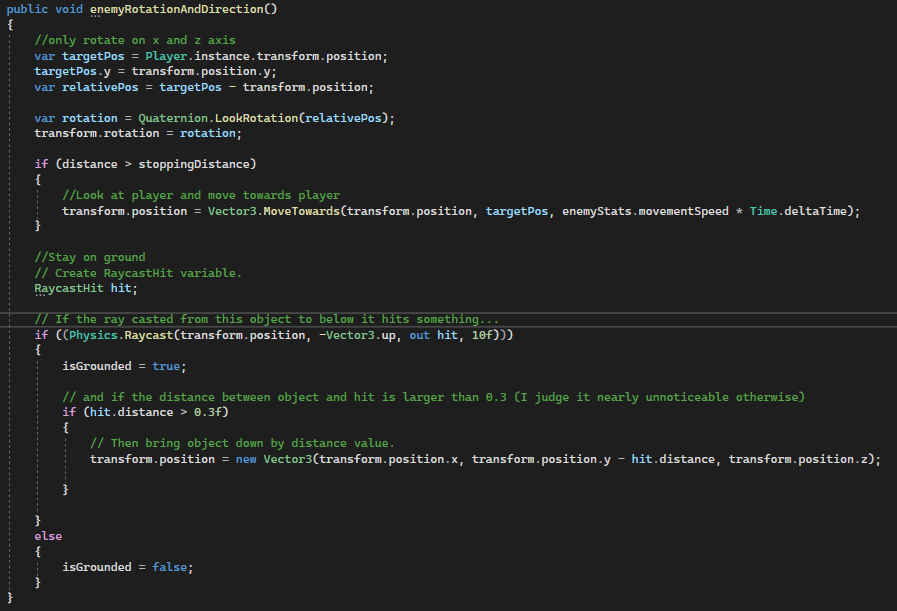 public void enemyRotationAndDirection()
{
//only rotate on x and z axis
var targetPos = Player.instance.transform.position;
targetPos.y = transform.position.y;
var relativePos = targetPos - transform.position;
var rotation = Quaternion.LookRotation(relativePos);
transform.rotation = rotation;
if (distance > stoppingDistance)
{
//Look at player and move towards player
transform.position = Vector3.MoveTowards(transform.position, targetPos, enemyStats.movementSpeed * Time.deltaTime);
}
//Stay on ground
// Create RaycastHit variable.
RaycastHit hit;
// If the ray casted from this object to below it hits something...
if ((Physics.Raycast(transform.position, -Vector3.up, out hit, 10f)))
{
isGrounded = true;
// and if the distance between object and hit is larger than 0.3 (I judge it nearly unnoticeable otherwise)
if (hit.distance > 0.3f)
{
// Then bring object down by distance value.
transform.position = new Vector3(transform.position.x, transform.position.y - hit.distance, transform.position.z);
}
}
else
{
isGrounded = false;
}
}